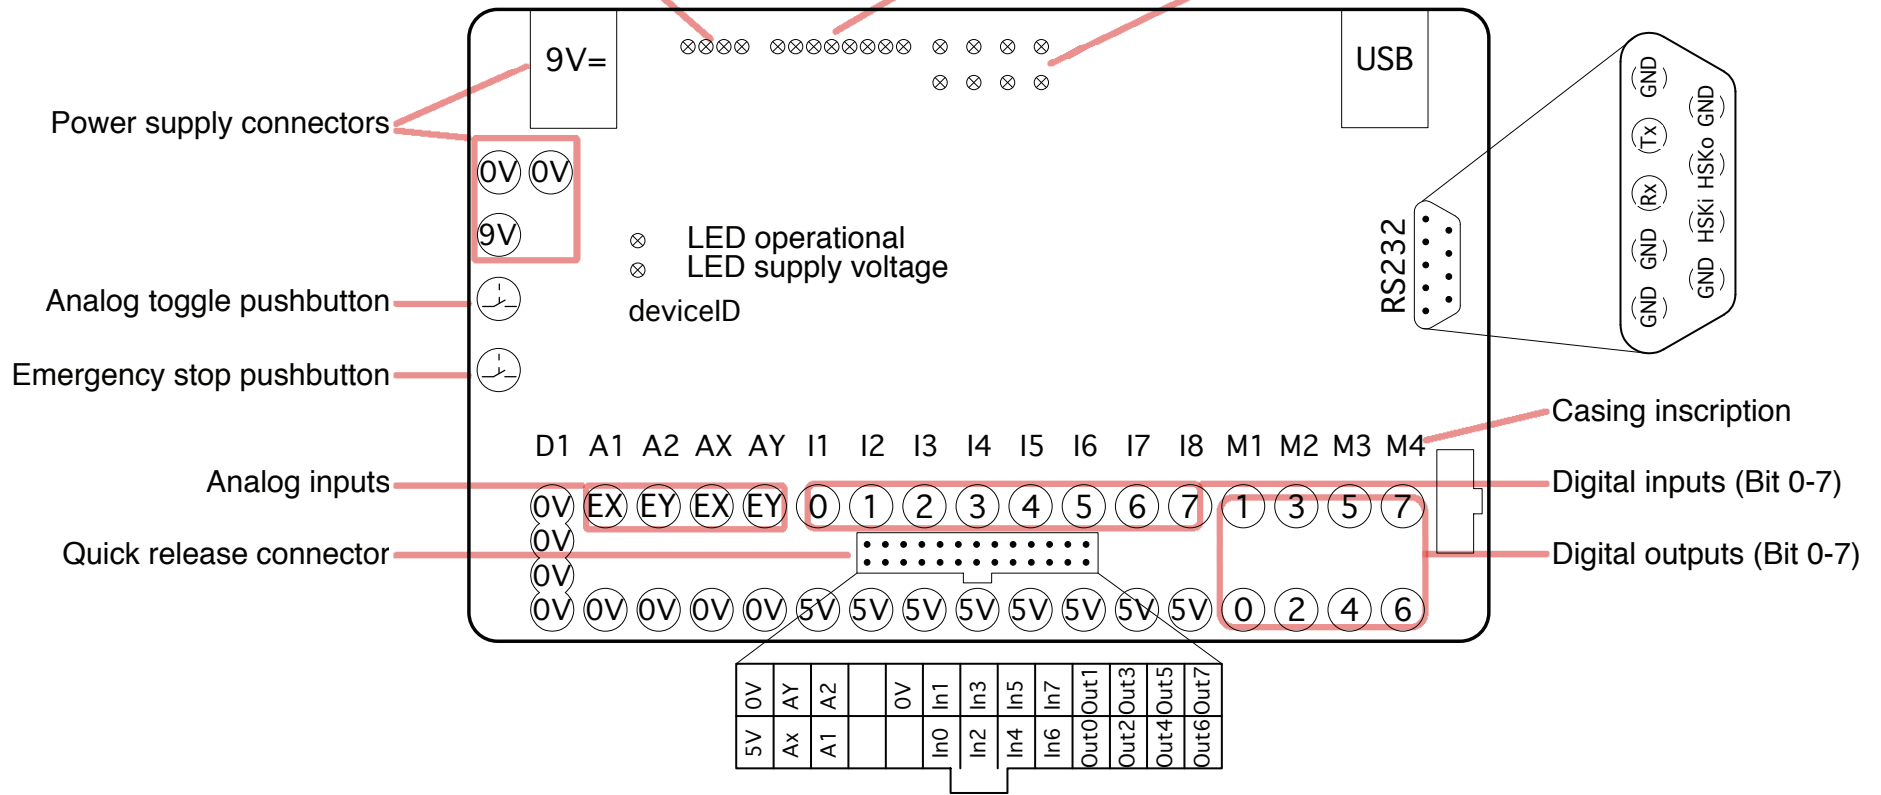 9V=
USB
Power supply connectors
0V 0V
9V
LED operational
LED supply voltage
deviceID
Analog toggle pushbutton
Emergency stop pushbutton
RS232
GND
Tx
Rx
GND
GND
GND
HSKo
HSKi
GND
Casing inscription
D1 A1 A2 AX AY I1 I2 I3 I4 I5 I6 I7 I8 M1 M2 M3 M4
Analog inputs
Digital inputs (Bit 0-7)
0V EX EY EX EY 0 1 2 3 4 5 6 7 1 3 5 7
0V
Quick release connector
Digital outputs (Bit 0-7)
0V
0V 0V 0V 0V 0V 5V 5V 5V 5V 5V 5V 5V 5V 0 2 4 6
0V AY A2 0V In1 In3 In5 In7 Out1 Out3 Out5 Out7
5V Ax A1 In0 In2 In4 In6 Out0 Out2 Out4 Out6